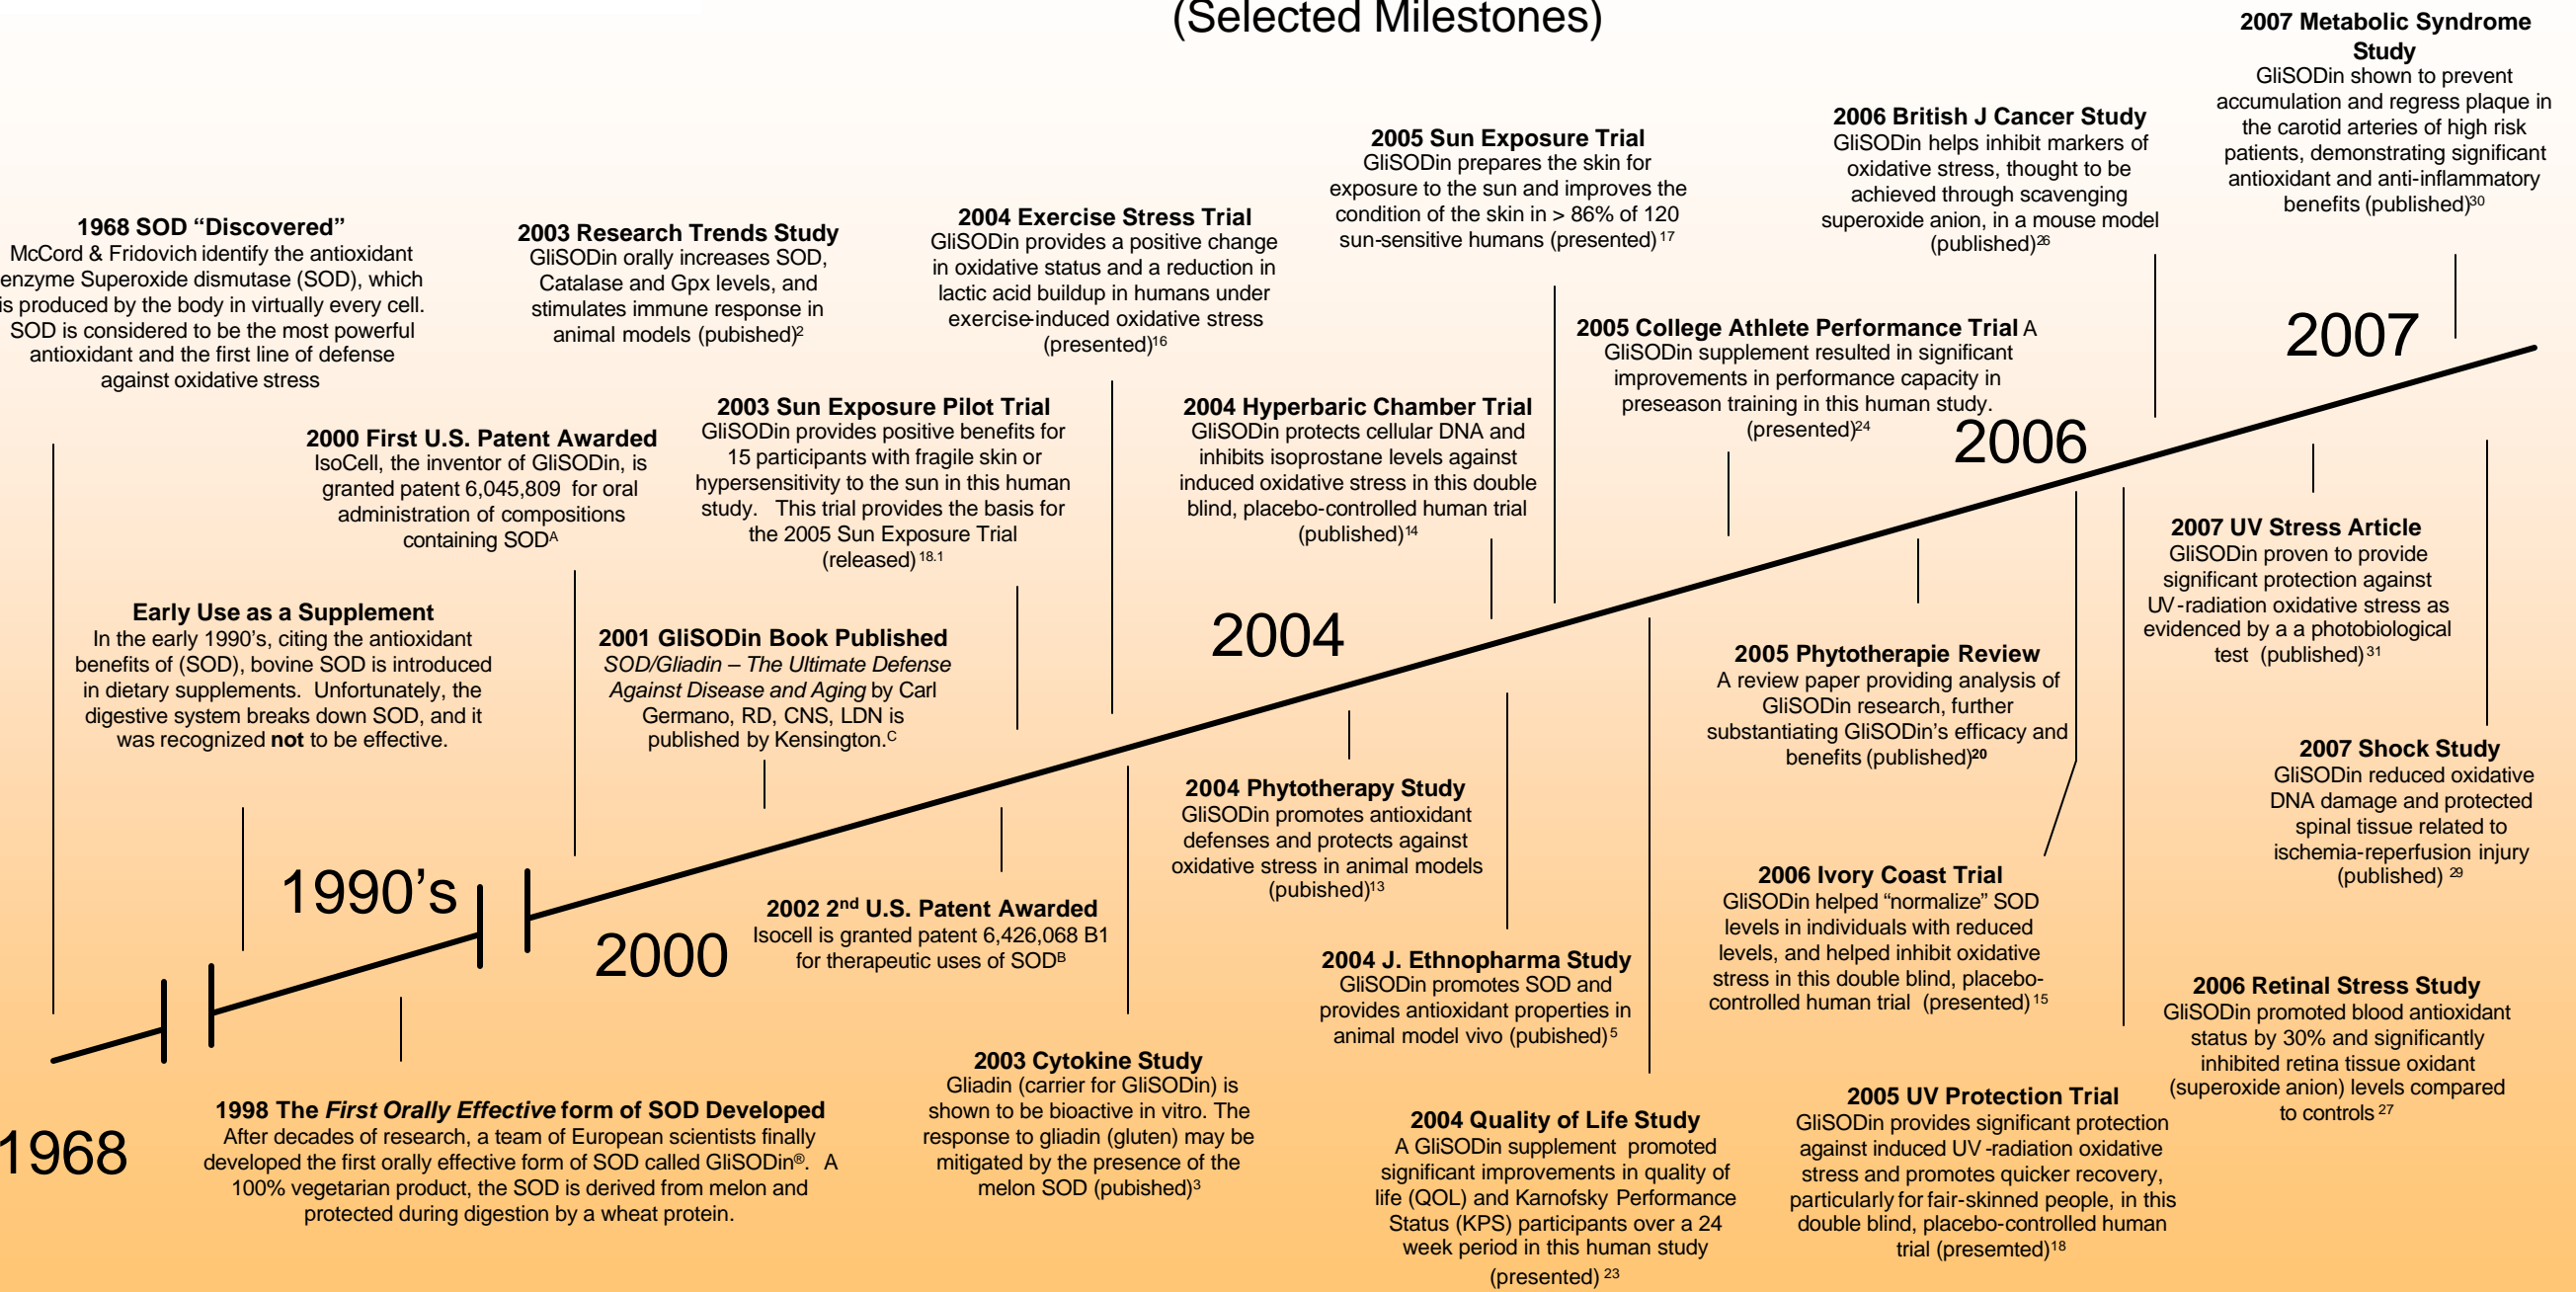 (Selected Milestones)
1968 SOD “Discovered”
McCord & Fridovich identify the antioxidant
enzyme Superoxide dismutase (SOD), which
is produced by the body in virtually every cell.
SOD is considered to be the most powerful
antioxidant and the first line of defense
against oxidative stress
Early Use as a Supplement
In the early 1990’s, citing the antioxidant
benefits of (SOD), bovine SOD is introduced
in dietary supplements. Unfortunately, the
digestive system breaks down SOD, and it
was recognized not to be effective.
1998 The First Orally Effective form of SOD Developed
After decades of research, a team of European scientists finally
developed the first orally effective form of SOD called GliSODin®. A
100% vegetarian product, the SOD is derived from melon and
protected during digestion by a wheat protein.
2000 First U.S. Patent Awarded
IsoCell, the inventor of GliSODin, is
granted patent 6,045,809 for oral
administration of compositions
containing SODA
2001 GliSODin Book Published
SOD/Gliadin – The Ultimate Defense
Against Disease and Aging by Carl
Germano, RD, CNS, LDN is
published by Kensington.C
2002 2nd U.S. Patent Awarded
Isocell is granted patent 6,426,068 B1
for therapeutic uses of SODB
2003 Research Trends Study
GliSODin orally increases SOD,
Catalase and Gpx levels, and
stimulates immune response in
animal models (pubished)2
2003 Sun Exposure Pilot Trial
GliSODin provides positive benefits for
15 participants with fragile skin or
hypersensitivity to the sun in this human
study. This trial provides the basis for
the 2005 Sun Exposure Trial
(released) 18.1
2003 Cytokine Study
Gliadin (carrier for GliSODin) is
shown to be bioactive in vitro. The
response to gliadin (gluten) may be
mitigated by the presence of the
melon SOD (pubished)3
2004 Exercise Stress Trial
GliSODin provides a positive change
in oxidative status and a reduction in
lactic acid buildup in humans under
exercise-induced oxidative stress
(presented)16
2004 Hyperbaric Chamber Trial
GliSODin protects cellular DNA and
inhibits isoprostane levels against
induced oxidative stress in this double
blind, placebo-controlled human trial
(published)14
2004 Phytotherapy Study
GliSODin promotes antioxidant
defenses and protects against
oxidative stress in animal models
(pubished)13
2004 J. Ethnopharma Study
GliSODin promotes SOD and
provides antioxidant properties in
animal model vivo (pubished)5
2004 Quality of Life Study
A GliSODin supplement promoted
significant improvements in quality of
life (QOL) and Karnofsky Performance
Status (KPS) participants over a 24
week period in this human study
(presented) 23
2005 Sun Exposure Trial
GliSODin prepares the skin for
exposure to the sun and improves the
condition of the skin in > 86% of 120
sun-sensitive humans (presented) 17
2005 College Athlete Performance Trial A
GliSODin supplement resulted in significant
improvements in performance capacity in
preseason training in this human study.
(presented)24
2005 Phytotherapie Review
A review paper providing analysis of
GliSODin research, further
substantiating GliSODin’s efficacy and
benefits (published)20
2005 UV Protection Trial
GliSODin provides significant protection
against induced UV-radiation oxidative
stress and promotes quicker recovery,
particularly for fair-skinned people, in this
double blind, placebo-controlled human
trial (presemted)18
2006 British J Cancer Study
GliSODin helps inhibit markers of
oxidative stress, thought to be
achieved through scavenging
superoxide anion, in a mouse model
(published)26
2006 Ivory Coast Trial
GliSODin helped “normalize” SOD
levels in individuals with reduced
levels, and helped inhibit oxidative
stress in this double blind, placebo-
controlled human trial (presented) 15
2006 Retinal Stress Study
GliSODin promoted blood antioxidant
status by 30% and significantly
inhibited retina tissue oxidant
(superoxide anion) levels compared
to controls 27
2007 Metabolic Syndrome
Study
GliSODin shown to prevent
accumulation and regress plaque in
the carotid arteries of high risk
patients, demonstrating significant
antioxidant and anti-inflammatory
benefits (published)30
2007 UV Stress Article
GliSODin proven to provide
significant protection against
UV-radiation oxidative stress as
evidenced by a a photobiological
test (published) 31
2007 Shock Study
GliSODin reduced oxidative
DNA damage and protected
spinal tissue related to
ischemia-reperfusion injury
(published) 29
1968
1990’s
2000
2004
2006
2007